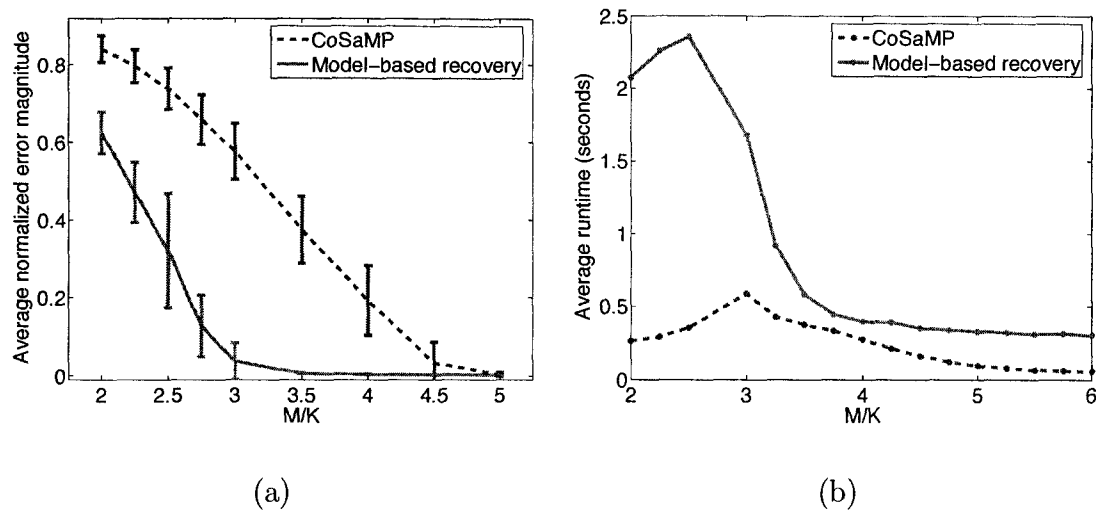 Average normalized error magnitude
0.8
0.6
0.4
0.2
0
2
2.5
3
3.5
4
4.5
5
M/K
CoSaMP
Model-based recovery
(a)
Average runtime (seconds)
2.5
2
1.5
1
0.5
0
2
3
4
5
6
M/K
CoSaMP
Model-based recovery
(b)